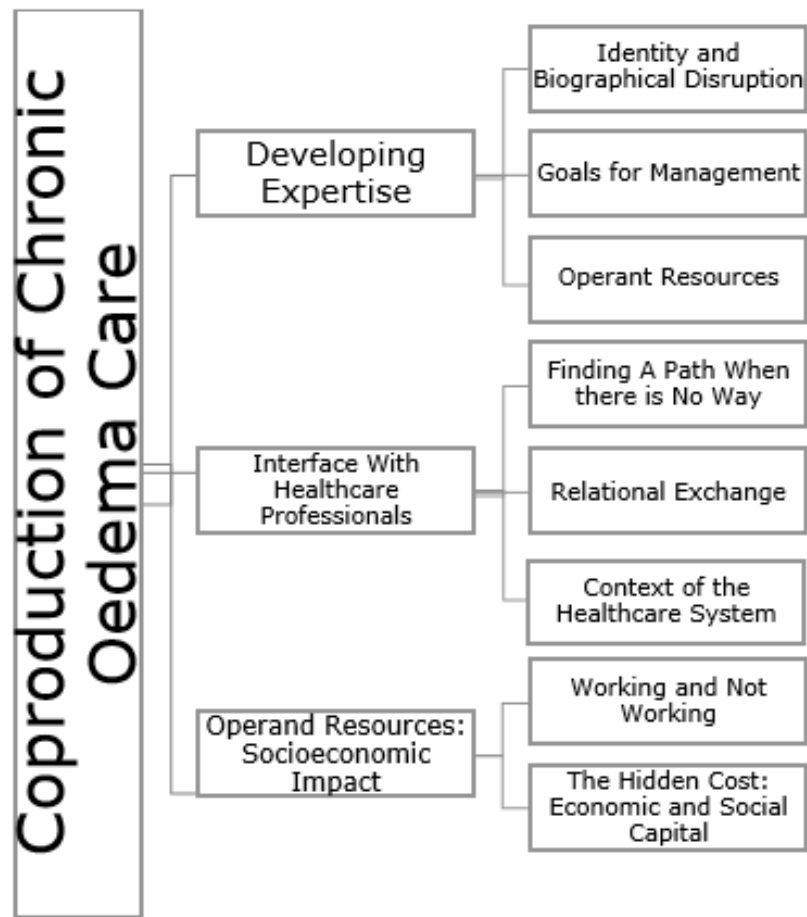 Coproduction of Chronic
Oedema Care
Developing
Expertise
Identity and
Biographical Disruption
Goals for Management
Operant Resources
Interface With
Healthcare
Professionals
Finding A Path When
there is No Way
Relational Exchange
Context of the
Healthcare System
Operand Resources:
Socioeconomic
Impact
Working and Not
Working
The Hidden Cost:
Economic and Social
Capital